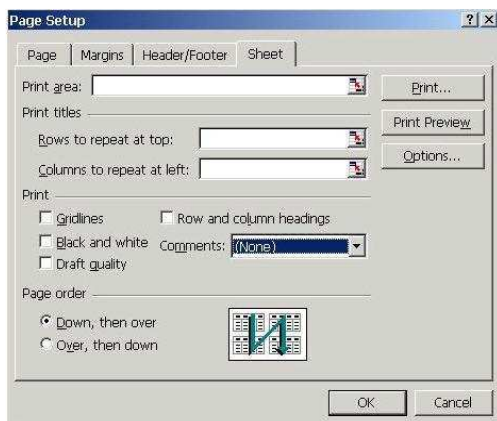 Page Setup
Page Margins Header/Footer Sheet
Print area: Print...
Print titles Print Preview
Rows to repeat at top:
Columns to repeat at left: Options...
Print
Gridlines Row and column headings
Black and white Comments: (None)
Draft quality
Page order
Down, then over
Over, then down
OK Cancel